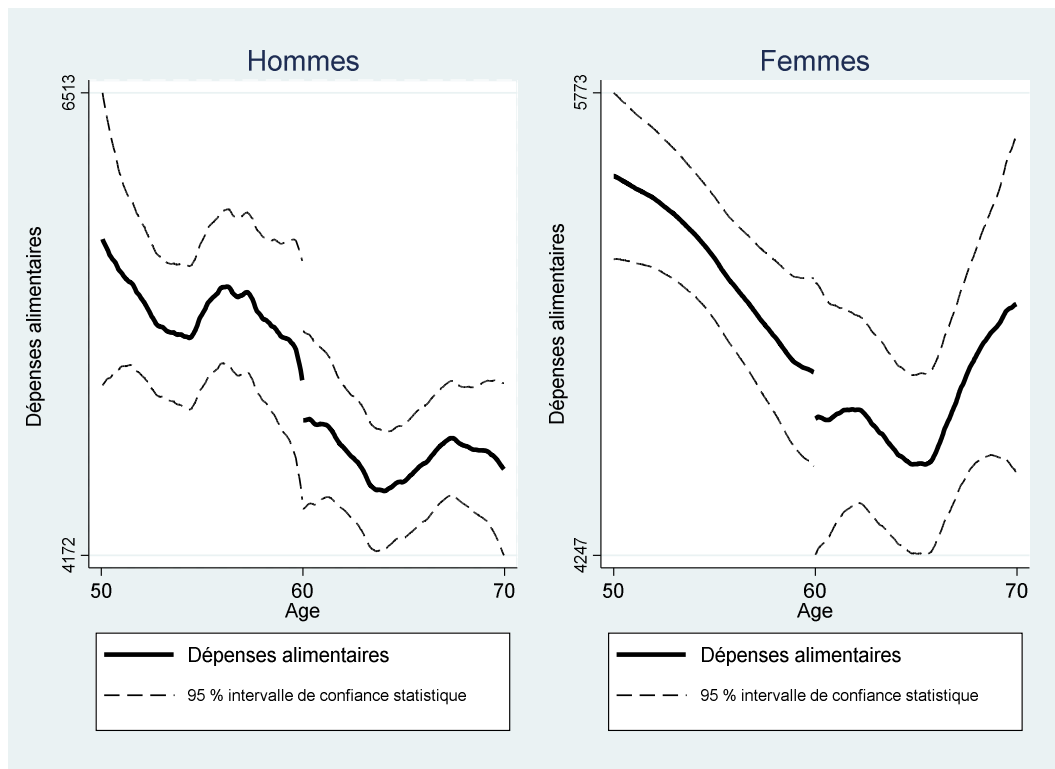 Hommes
6513
Dépenses alimentaires
4172
50 60 70
Age
Dépenses alimentaires
95 % intervalle de confiance statistique
Femmes
5773
Dépenses alimentaires
4247
50 60 70
Age
Dépenses alimentaires
95 % intervalle de confiance statistique